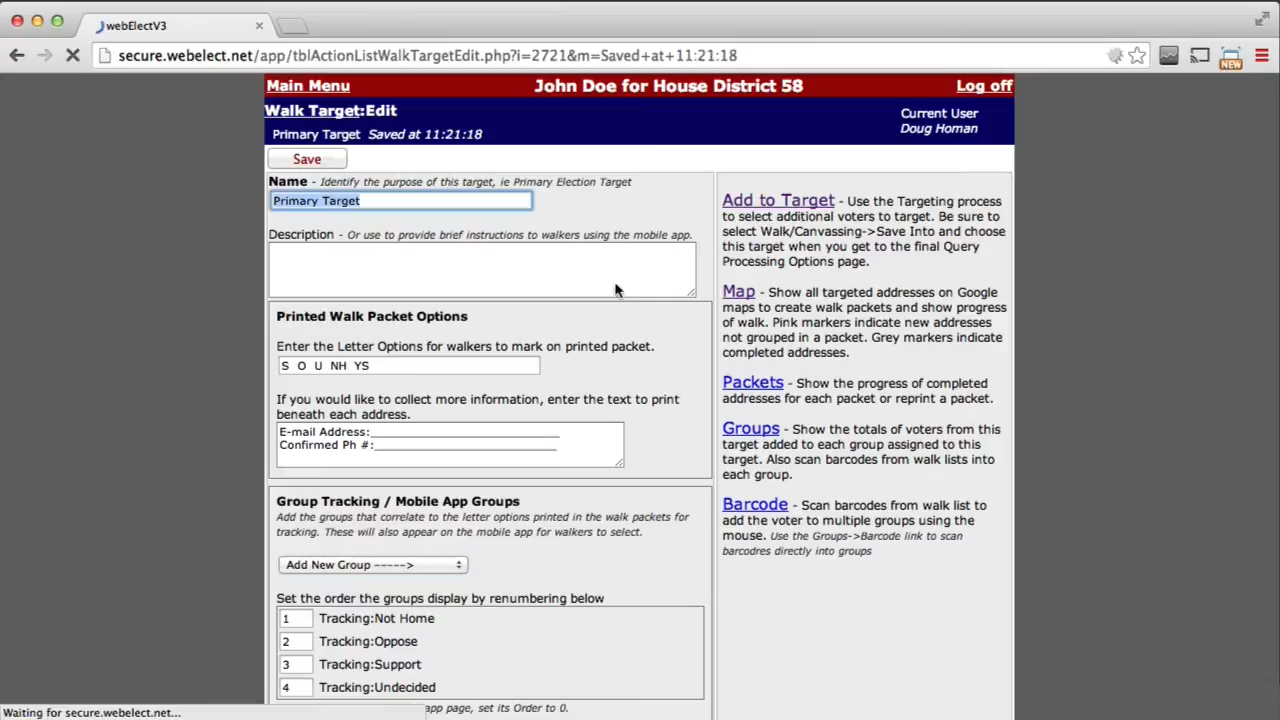 webElectV3
secure.webelect.net/app/tblActionListWalkTargetEdit.php?i=2721&m=Saved+at+11:21:18
NEW
Main Menu
John Doe for House District 58
Log off
Walk Target:Edit
Primary Target Saved at 11:21:18
Current User
Doug Homan
Save
Name - Identify the purpose of this target, ie Primary Election Target
Primary Target
Description - Or use to provide brief instructions to walkers using the mobile app.
Printed Walk Packet Options
Enter the Letter Options for walkers to mark on printed packet.
S O U NH YS
If you would like to collect more information, enter the text to print
beneath each address.
E-mail Address:____________________________
Confirmed Ph #:___________________________
Group Tracking / Mobile App Groups
Add the groups that correlate to the letter options printed in the walk packets for
tracking. These will also appear on the mobile app for walkers to select.
Add New Group ----->
Set the order the groups display by renumbering below
1 Tracking:Not Home
2 Tracking:Oppose
3 Tracking:Support
4 Tracking:Undecided
app page, set its Order to 0.
Add to Target - Use the Targeting process
to select additional voters to target. Be sure to
select Walk/Canvassing->Save Into and choose
this target when you get to the final Query
Processing Options page.
Map - Show all targeted addresses on Google
maps to create walk packets and show progress
of walk. Pink markers indicate new addresses
not grouped in a packet. Grey markers indicate
completed addresses.
Packets - Show the progress of completed
addresses for each packet or reprint a packet.
Groups - Show the totals of voters from this
target added to each group assigned to this
target. Also scan barcodes from walk lists into
each group.
Barcode - Scan barcodes from walk list to
add the voter to multiple groups using the
mouse. Use the Groups->Barcode link to scan
barcodres directly into groups
Waiting for secure.webelect.net...